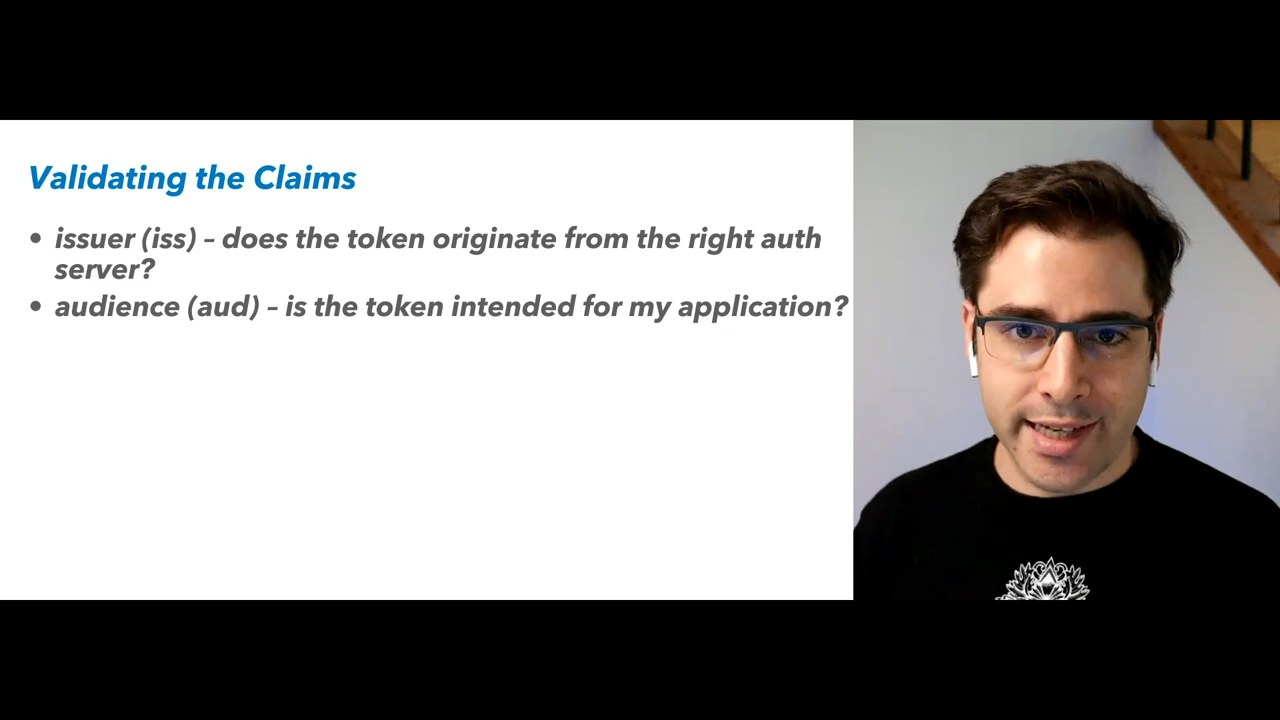 Validating the Claims
• issuer (iss) – does the token originate from the right auth
server?
• audience (aud) – is the token intended for my application?